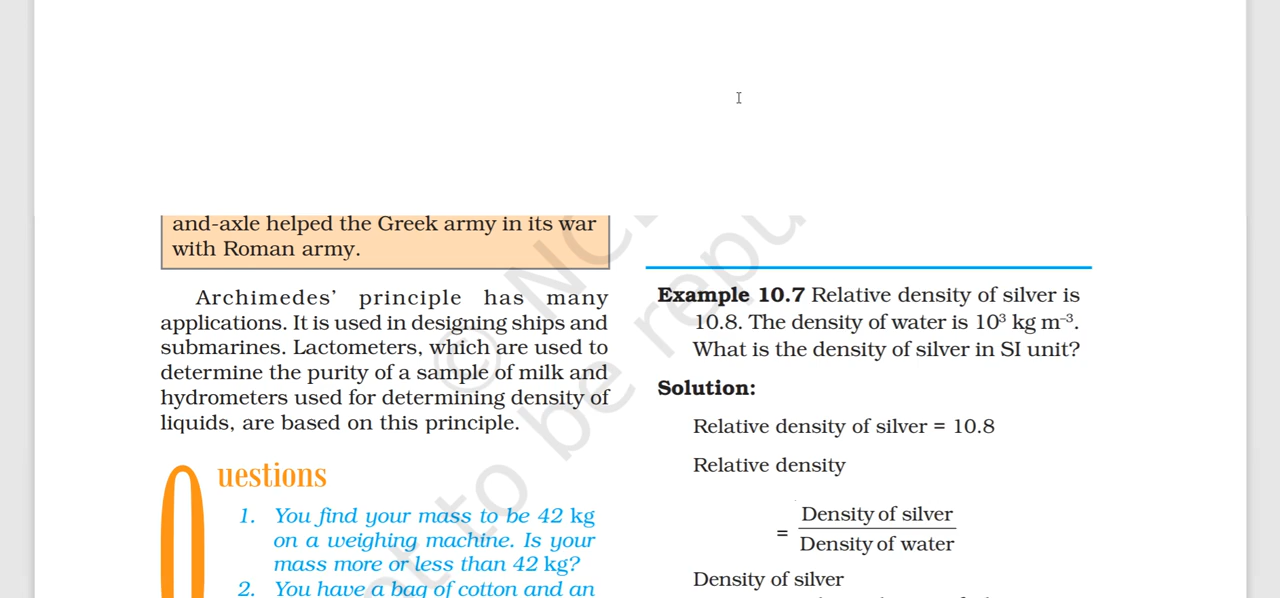 and-axle helped the Greek army in its war
with Roman army.
Archimedes' principle has many
applications. It is used in designing ships and
submarines. Lactometers, which are used to
determine the purity of a sample of milk and
hydrometers used for determining density of
liquids, are based on this principle.
Questions
1. You find your mass to be 42 kg
on a weighing machine. Is your
mass more or less than 42 kg?
2. You have a bag of cotton and an
Example 10.7 Relative density of silver is
10.8. The density of water is 10³ kg m⁻³.
What is the density of silver in SI unit?
Solution:
Relative density of silver = 10.8
Relative density
= Density of silver
Density of water
Density of silver
© NC
not to be repu